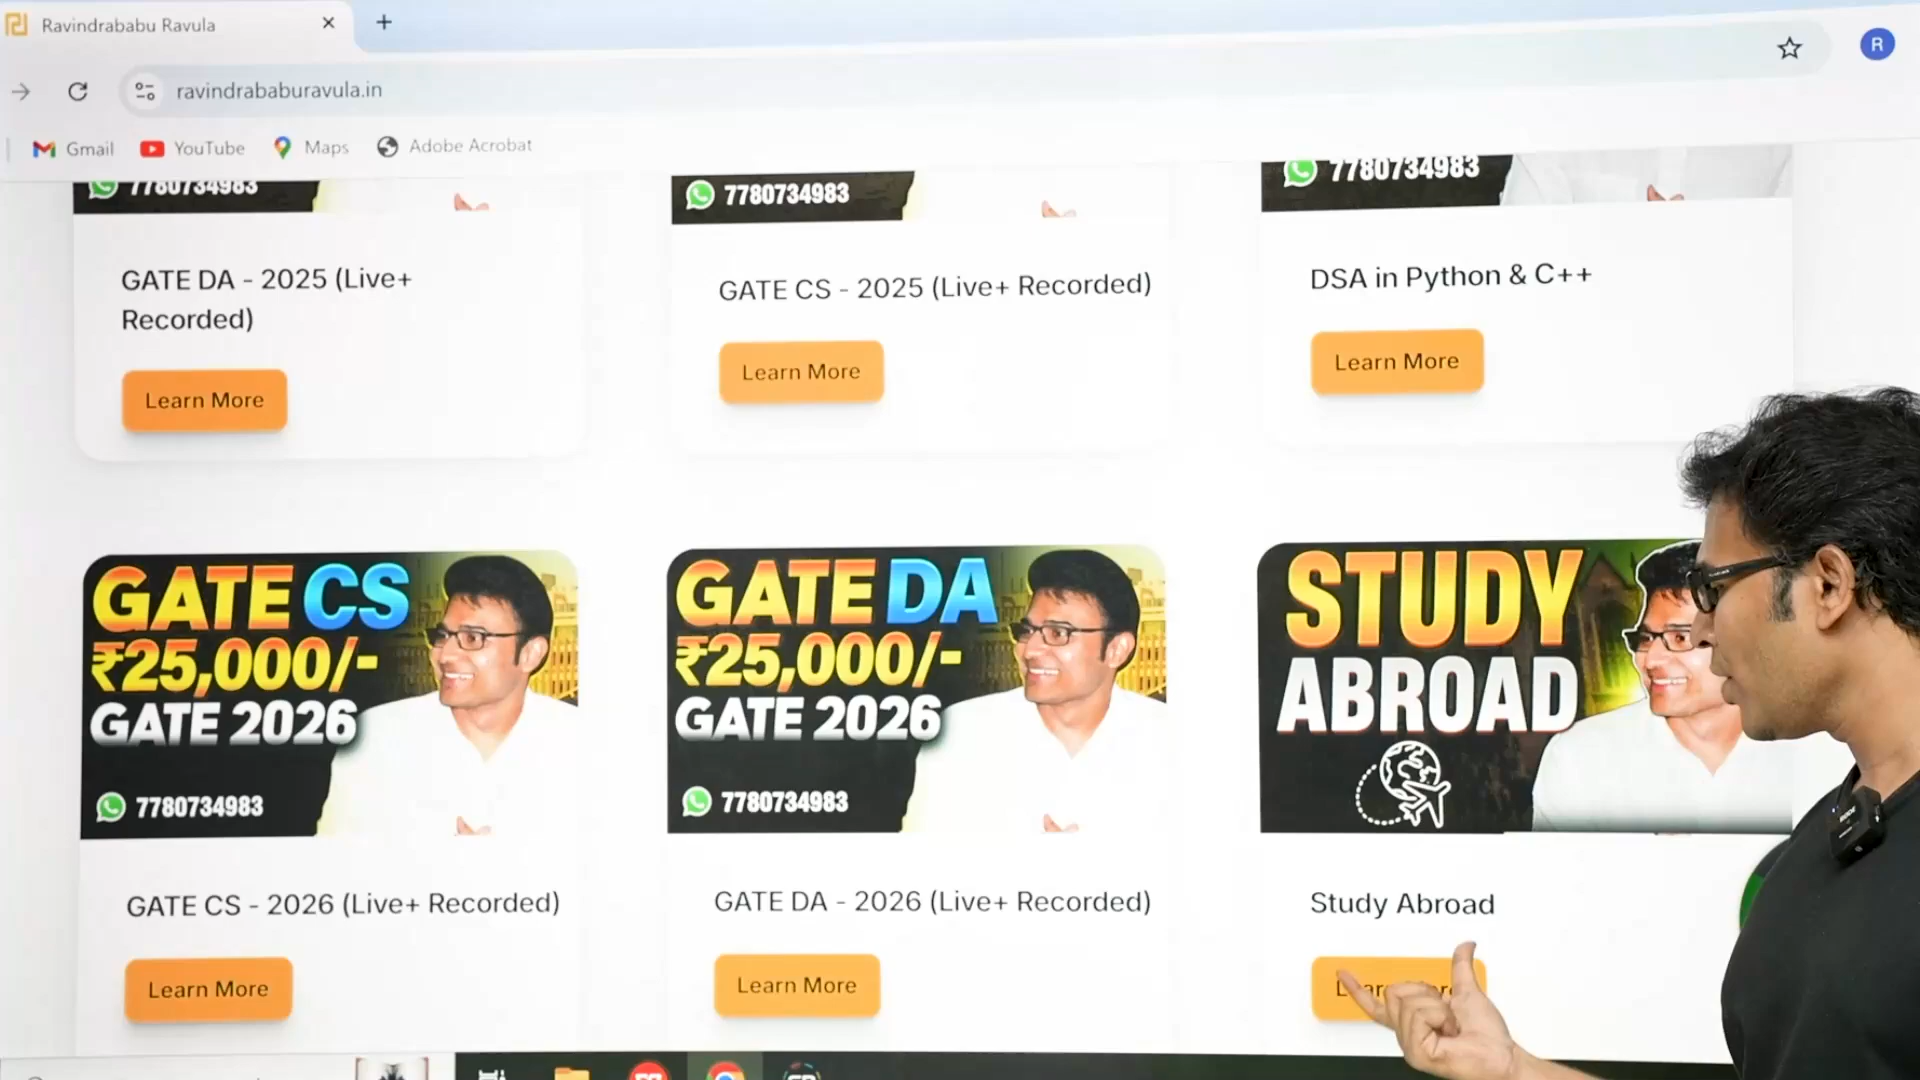 Ravindrababu Ravula
R
ravindrababuravula.in
Gmail
YouTube
Maps
Adobe Acrobat
7780734983
7780734983
7780734983
GATE DA - 2025 (Live+
Recorded)
Learn More
GATE CS - 2025 (Live+ Recorded)
Learn More
DSA in Python & C++
Learn More
GATE CS
₹25,000/-
GATE 2026
7780734983
GATE DA
₹25,000/-
GATE 2026
7780734983
STUDY
ABROAD
GATE CS - 2026 (Live+ Recorded)
Learn More
GATE DA - 2026 (Live+ Recorded)
Learn More
Study Abroad